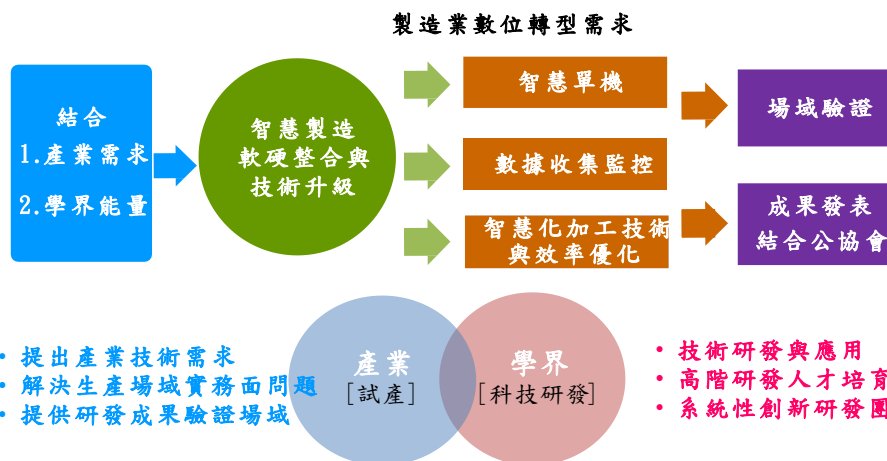 製造業數位轉型需求
結合
1.產業需求
2.學界能量
智慧製造
軟硬整合與
技術升級
智慧單機
數據收集監控
智慧化加工技術
與效率優化
場域驗證
成果發表
結合公協會
• 提出產業技術需求
• 解決生產場域實務面問題
• 提供研發成果驗證場域
產業
[試產]
學界
[科技研發]
• 技術研發與應用
• 高階研發人才培育
• 系統性創新研發團